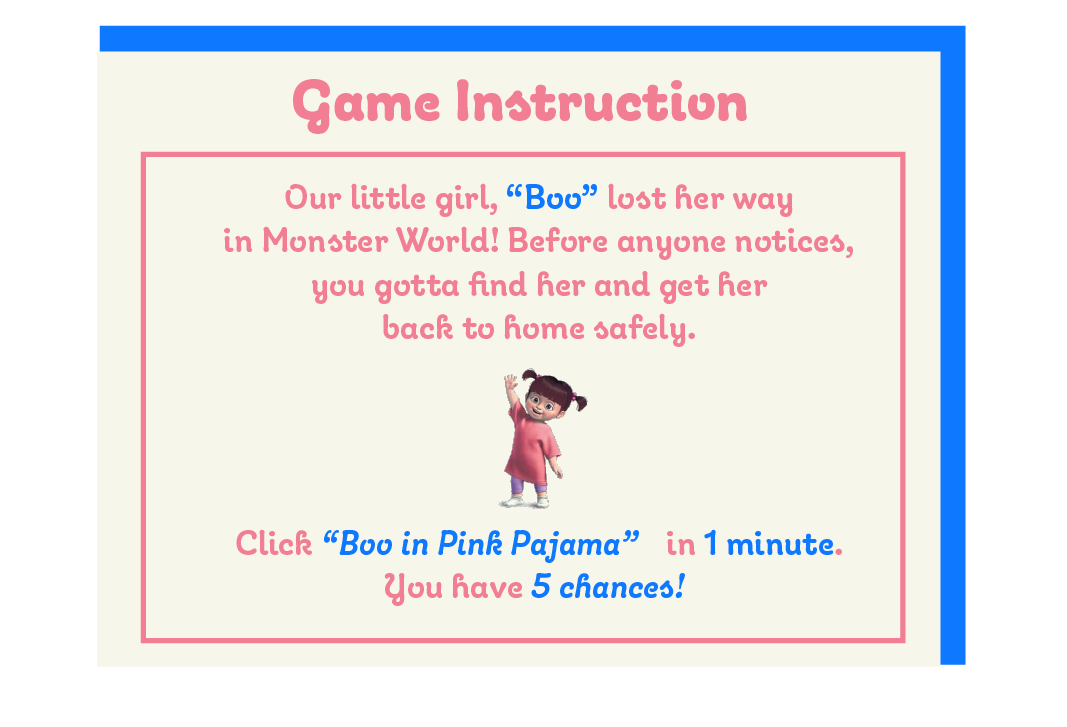 Game Instruction
Our little girl, “Boo” lost her way
in Monster World! Before anyone notices,
you gotta find her and get her
back to home safely.
Click “Boo in Pink Pajama” in 1 minute.
You have 5 chances!